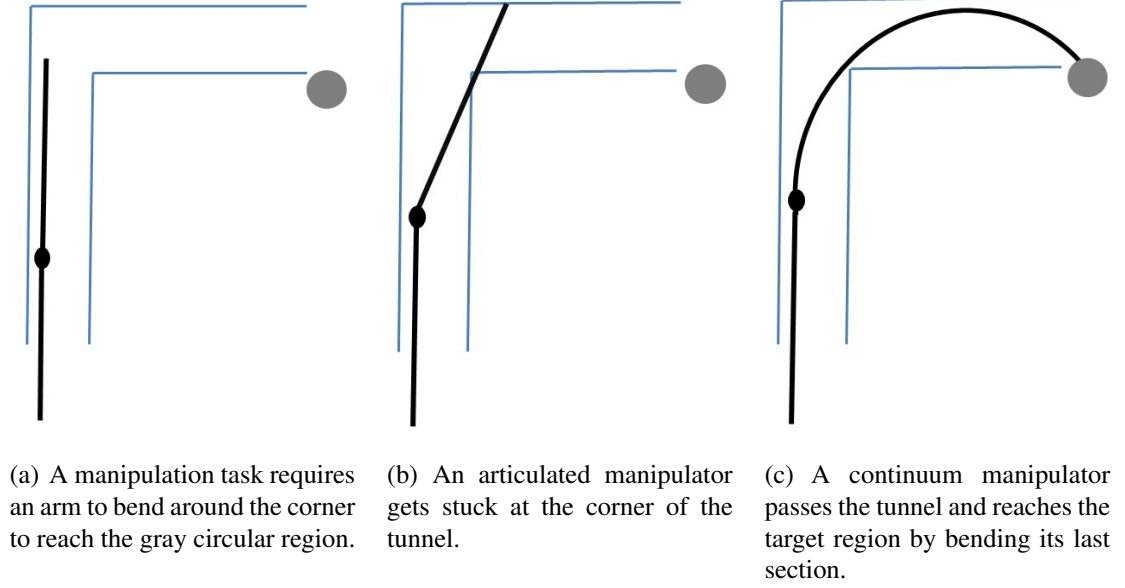 (a) A manipulation task requires
an arm to bend around the corner
to reach the gray circular region.
(b) An articulated manipulator
gets stuck at the corner of the
tunnel.
(c) A continuum manipulator
passes the tunnel and reaches the
target region by bending its last
section.